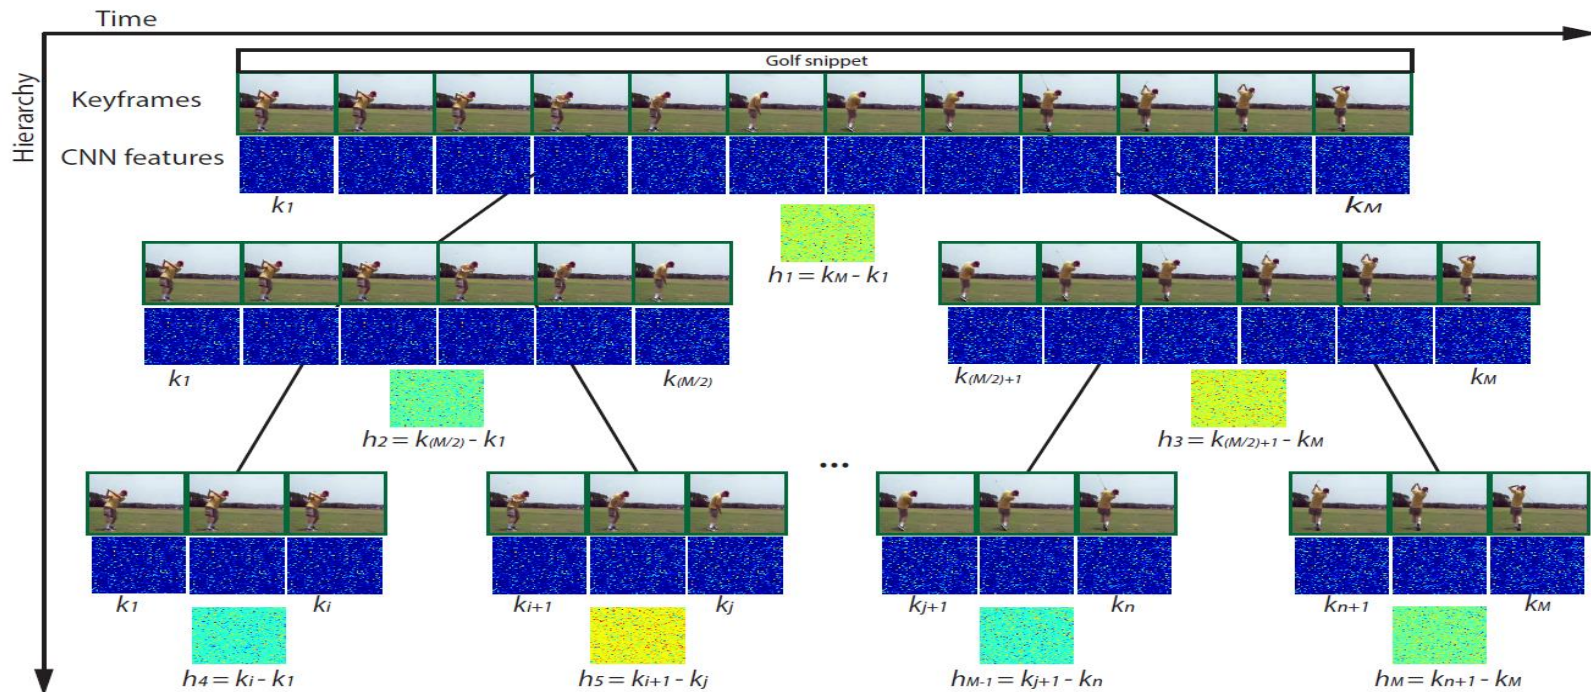 Time
Hierarchy
Golf snippet
Keyframes
CNN features
k1 kM
h1 = kM - k1
k1 k(M/2) k(M/2)+1 kM
h2 = k(M/2) - k1 h3 = k(M/2)+1 - kM
...
k1 ki ki+1 kj kj+1 kn kn+1 kM
h4 = ki - k1 h5 = ki+1 - kj hM-1 = kj+1 - kn hM = kn+1 - kM